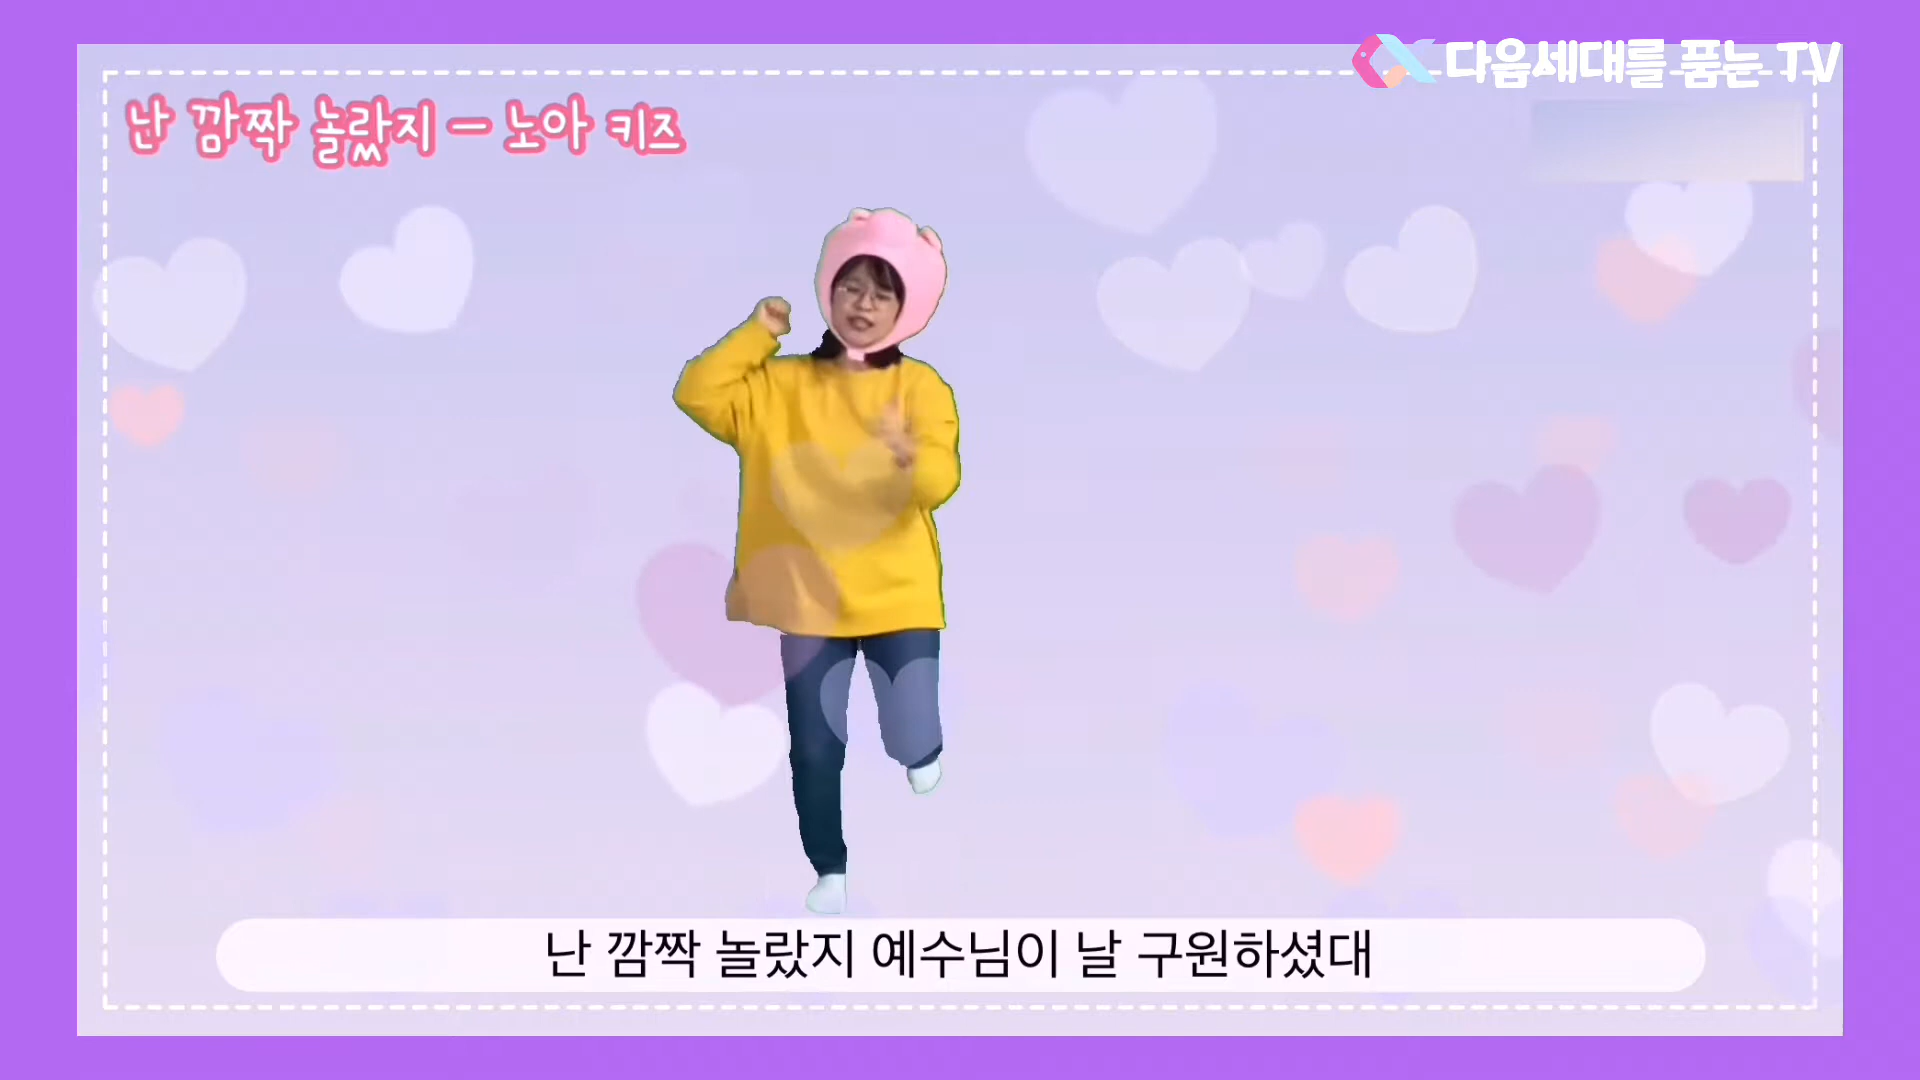 다음세대를 품는 TV
난 깜짝 놀랐지 – 노아 키즈
난 깜짝 놀랐지 예수님이 날 구원하셨대